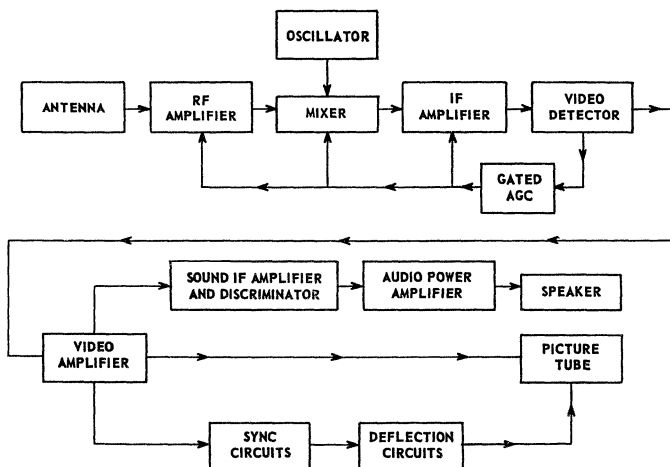 OSCILLATOR
ANTENNA
RF
AMPLIFIER
MIXER
IF
AMPLIFIER
VIDEO
DETECTOR
GATED
AGC
SOUND IF AMPLIFIER
AND DISCRIMINATOR
AUDIO POWER
AMPLIFIER
SPEAKER
VIDEO
AMPLIFIER
PICTURE
TUBE
SYNC
CIRCUITS
DEFLECTION
CIRCUITS